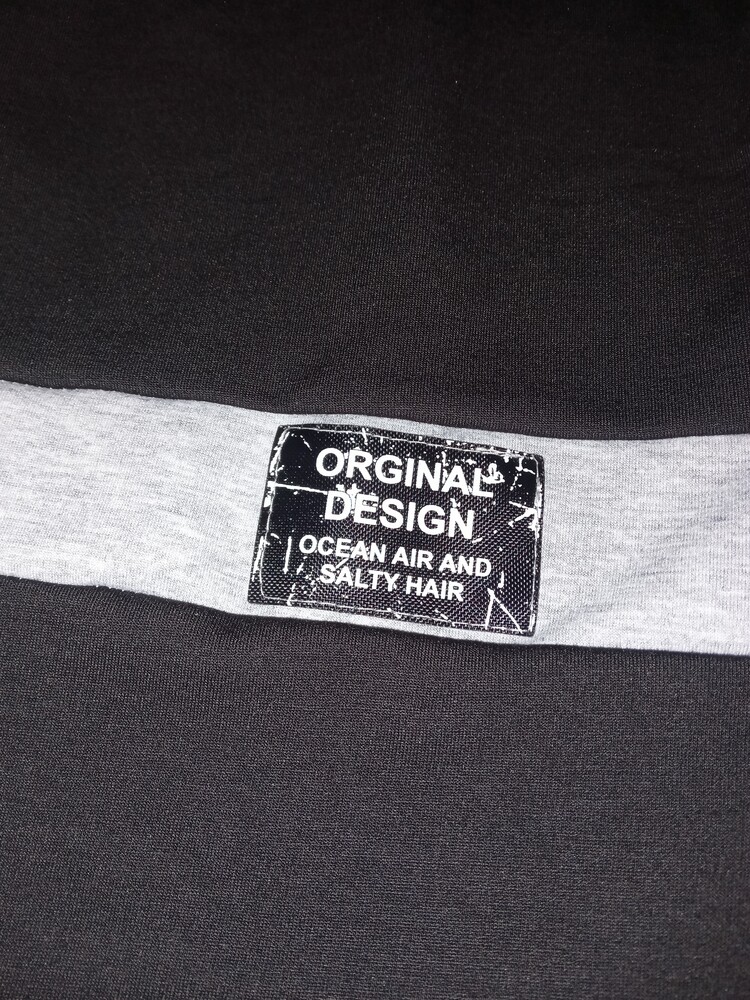 ORGINAL
DESIGN
OCEAN AIR AND
SALTY HAIR